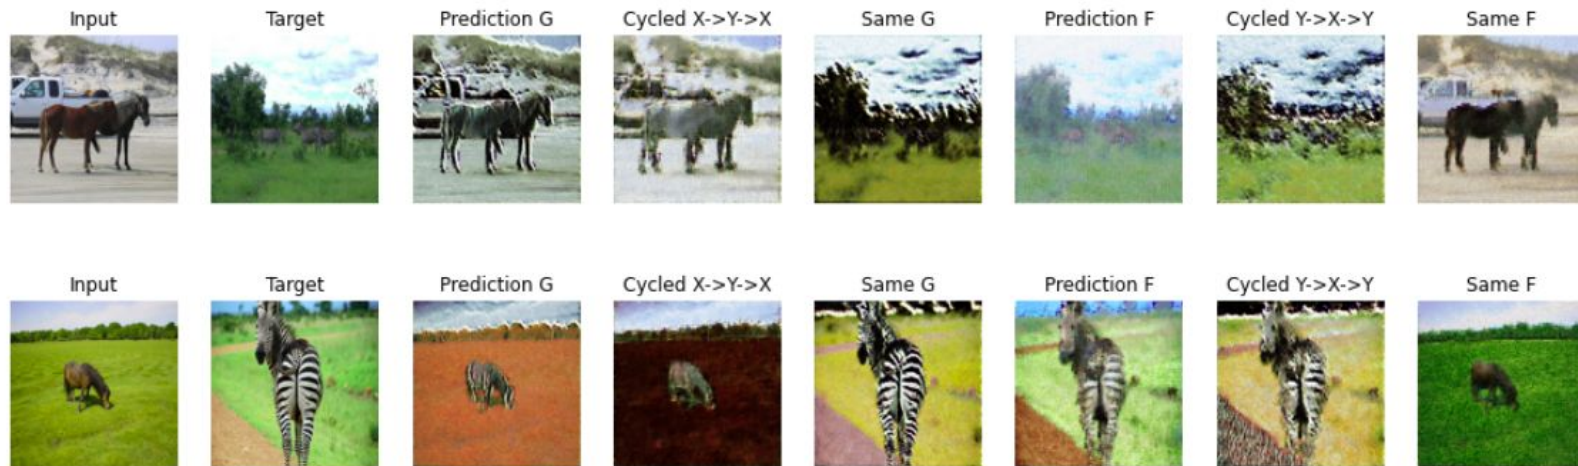 Input Target Prediction G Cycled X->Y->X Same G Prediction F Cycled Y->X->Y Same F
Input Target Prediction G Cycled X->Y->X Same G Prediction F Cycled Y->X->Y Same F